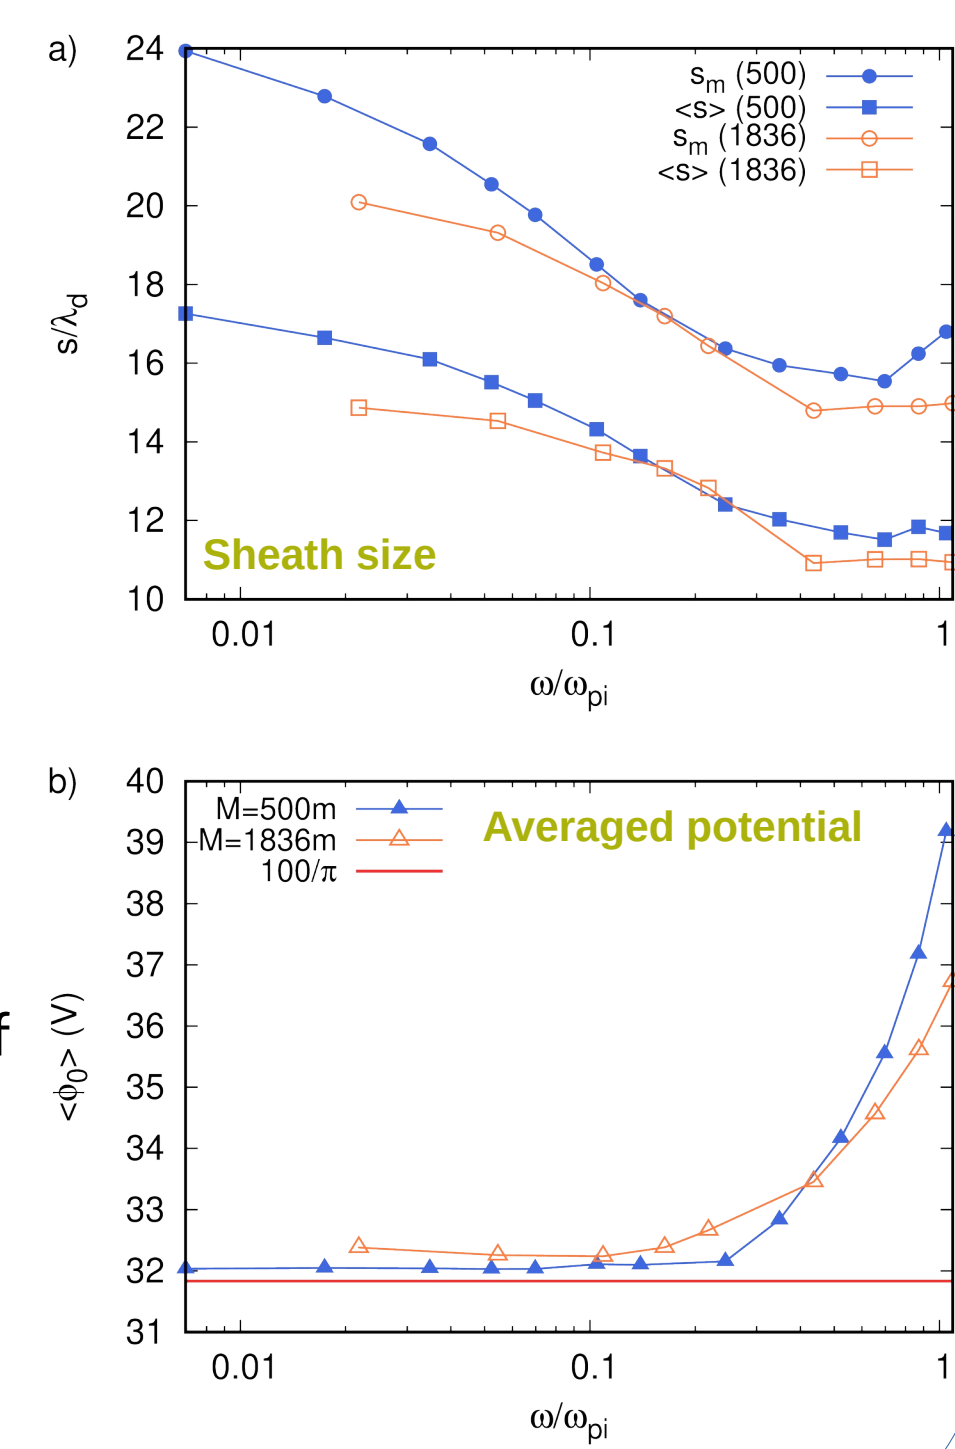 a)
24
22
20
18
16
14
12
10
s/λd
sm (500)
<s> (500)
sm (1836)
<s> (1836)
Sheath size
0.01 0.1 1
ω/ωpi
b)
40
39
38
37
36
35
34
33
32
31
<ϕ0> (V)
M=500m
M=1836m
100/π
Averaged potential
f
0.01 0.1 1
ω/ωpi